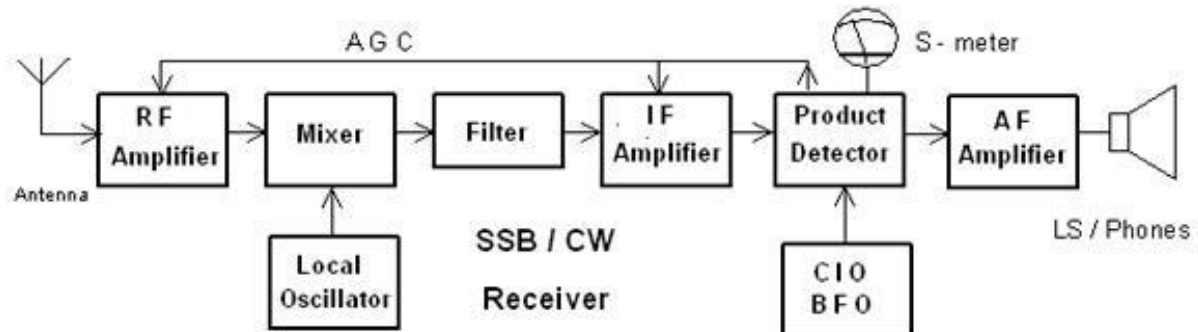 A G C
S - meter
R F
Amplifier
Mixer
Filter
I F
Amplifier
Product
Detector
A F
Amplifier
Antenna
LS / Phones
Local
Oscillator
SSB / CW
Receiver
C I O
B F O